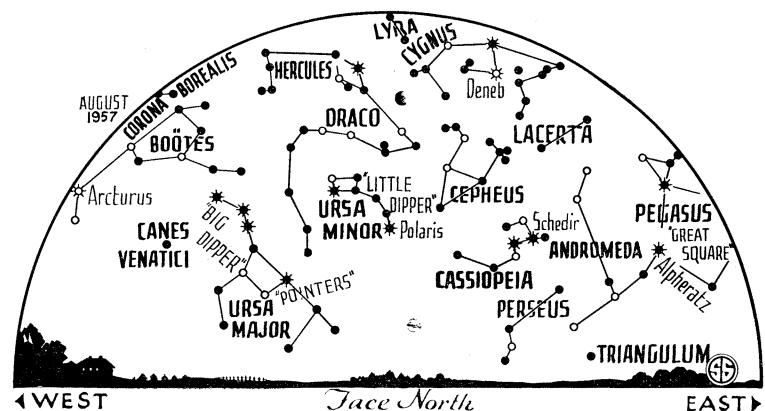 LYRA
CYGNUS
HERCULES
Deneb
AUGUST
1957
CORONA BOREALIS
DRACO
LACERTA
BOÖTES
Arcturus
"LITTLE
DIPPER"
CEPHEUS
"BIG
DIPPER"
URSA
MINOR
Polaris
Schedir
PEGASUS
"GREAT
SQUARE"
CANES
VENATICI
ANDROMEDA
Alpheratz
CASSIOPEIA
"POINTERS"
URSA
MAJOR
PERSEUS
TRIANGULUM
SG
WEST
Face North
EAST